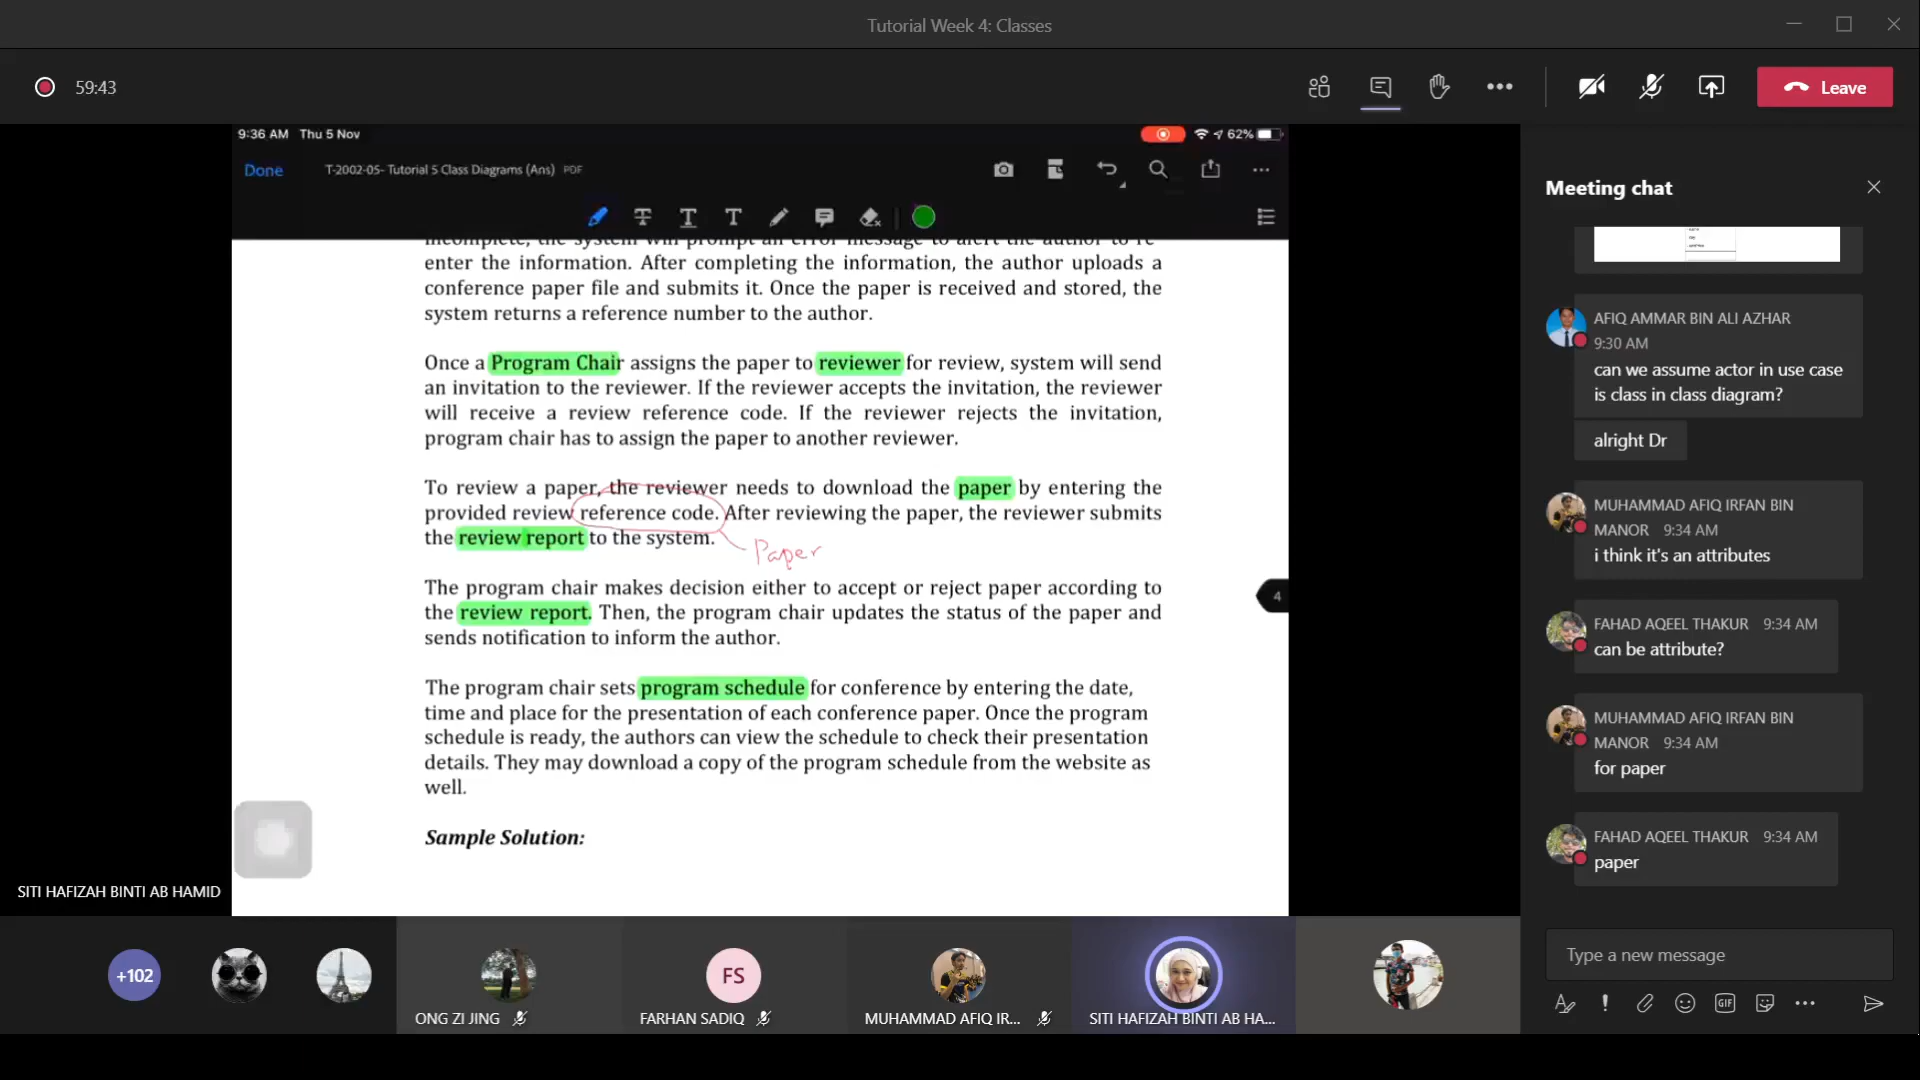 Tutorial Week 4: Classes
59:43
Leave
9:36 AM Thu 5 Nov
62%
Done
T-2002-05- Tutorial 5 Class Diagrams (Ans) PDF
incomplete, the system will prompt an error message to alert the author to re-
enter the information. After completing the information, the author uploads a
conference paper file and submits it. Once the paper is received and stored, the
system returns a reference number to the author.
Once a Program Chair assigns the paper to reviewer for review, system will send
an invitation to the reviewer. If the reviewer accepts the invitation, the reviewer
will receive a review reference code. If the reviewer rejects the invitation,
program chair has to assign the paper to another reviewer.
To review a paper, the reviewer needs to download the paper by entering the
provided review reference code. After reviewing the paper, the reviewer submits
the review report to the system.
Paper
The program chair makes decision either to accept or reject paper according to
the review report. Then, the program chair updates the status of the paper and
sends notification to inform the author.
The program chair sets program schedule for conference by entering the date,
time and place for the presentation of each conference paper. Once the program
schedule is ready, the authors can view the schedule to check their presentation
details. They may download a copy of the program schedule from the website as
well.
Sample Solution:
4
SITI HAFIZAH BINTI AB HAMID
Meeting chat
AFIQ AMMAR BIN ALI AZHAR
9:30 AM
can we assume actor in use case
is class in class diagram?
alright Dr
MUHAMMAD AFIQ IRFAN BIN
MANOR 9:34 AM
i think it's an attributes
FAHAD AQEEL THAKUR 9:34 AM
can be attribute?
MUHAMMAD AFIQ IRFAN BIN
MANOR 9:34 AM
for paper
FAHAD AQEEL THAKUR 9:34 AM
paper
Type a new message
GIF
+102
ONG ZI JING
FS
FARHAN SADIQ
MUHAMMAD AFIQ IR...
SITI HAFIZAH BINTI AB HA...